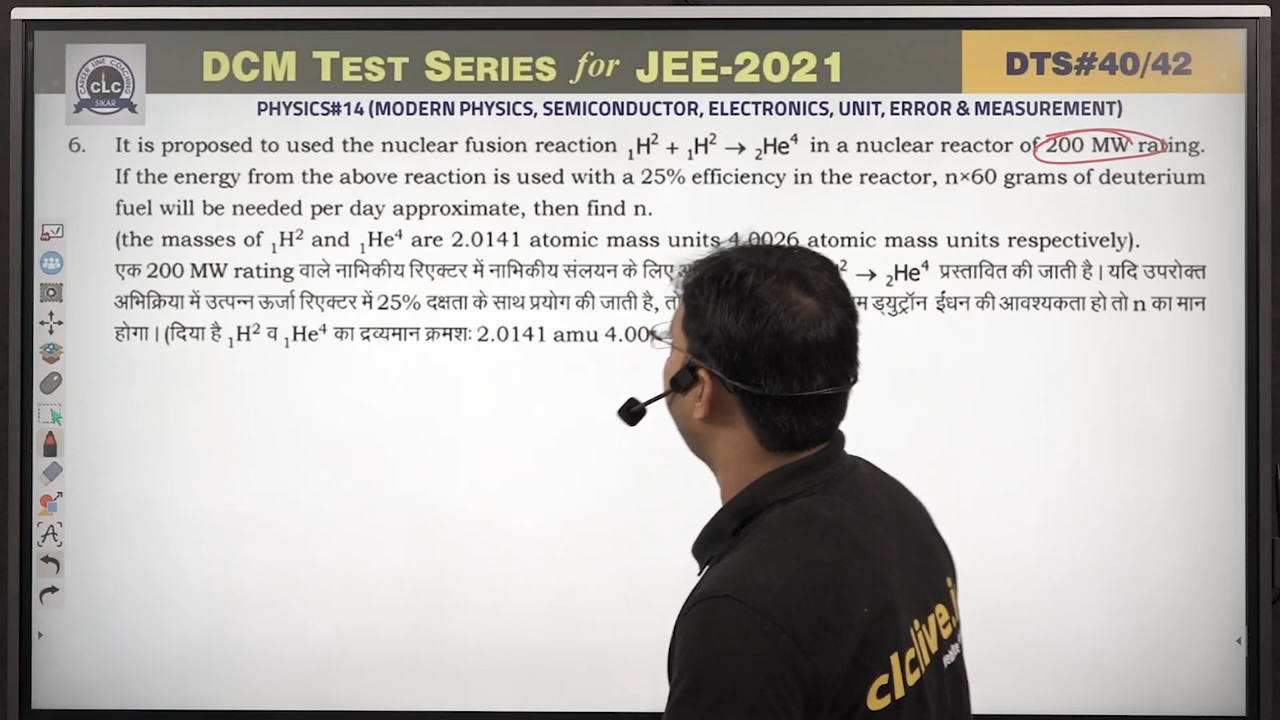 CAREER LINE COACHING
CLC
SIKAR
DCM TEST SERIES for JEE-2021
DTS#40/42
PHYSICS#14 (MODERN PHYSICS, SEMICONDUCTOR, ELECTRONICS, UNIT, ERROR & MEASUREMENT)
6. It is proposed to used the nuclear fusion reaction ₁H² + ₁H² → ₂He⁴ in a nuclear reactor of 200 MW rating.
If the energy from the above reaction is used with a 25% efficiency in the reactor, n×60 grams of deuterium
fuel will be needed per day approximate, then find n.
(the masses of ₁H² and ₁He⁴ are 2.0141 atomic mass units 4.0026 atomic mass units respectively).
एक 200 MW rating वाले नाभिकीय रिएक्टर में नाभिकीय संलयन के लिए ² → ₂He⁴ प्रस्तावित की जाती है। यदि उपरोक्त
अभिक्रिया में उत्पन्न ऊर्जा रिएक्टर में 25% दक्षता के साथ प्रयोग की जाती है, ड्युट्रॉन ईंधन की आवश्यकता हो तो n का मान
होगा। (दिया है ₁H² व ₁He⁴ का द्रव्यमान क्रमशः 2.0141 amu
clclive.i